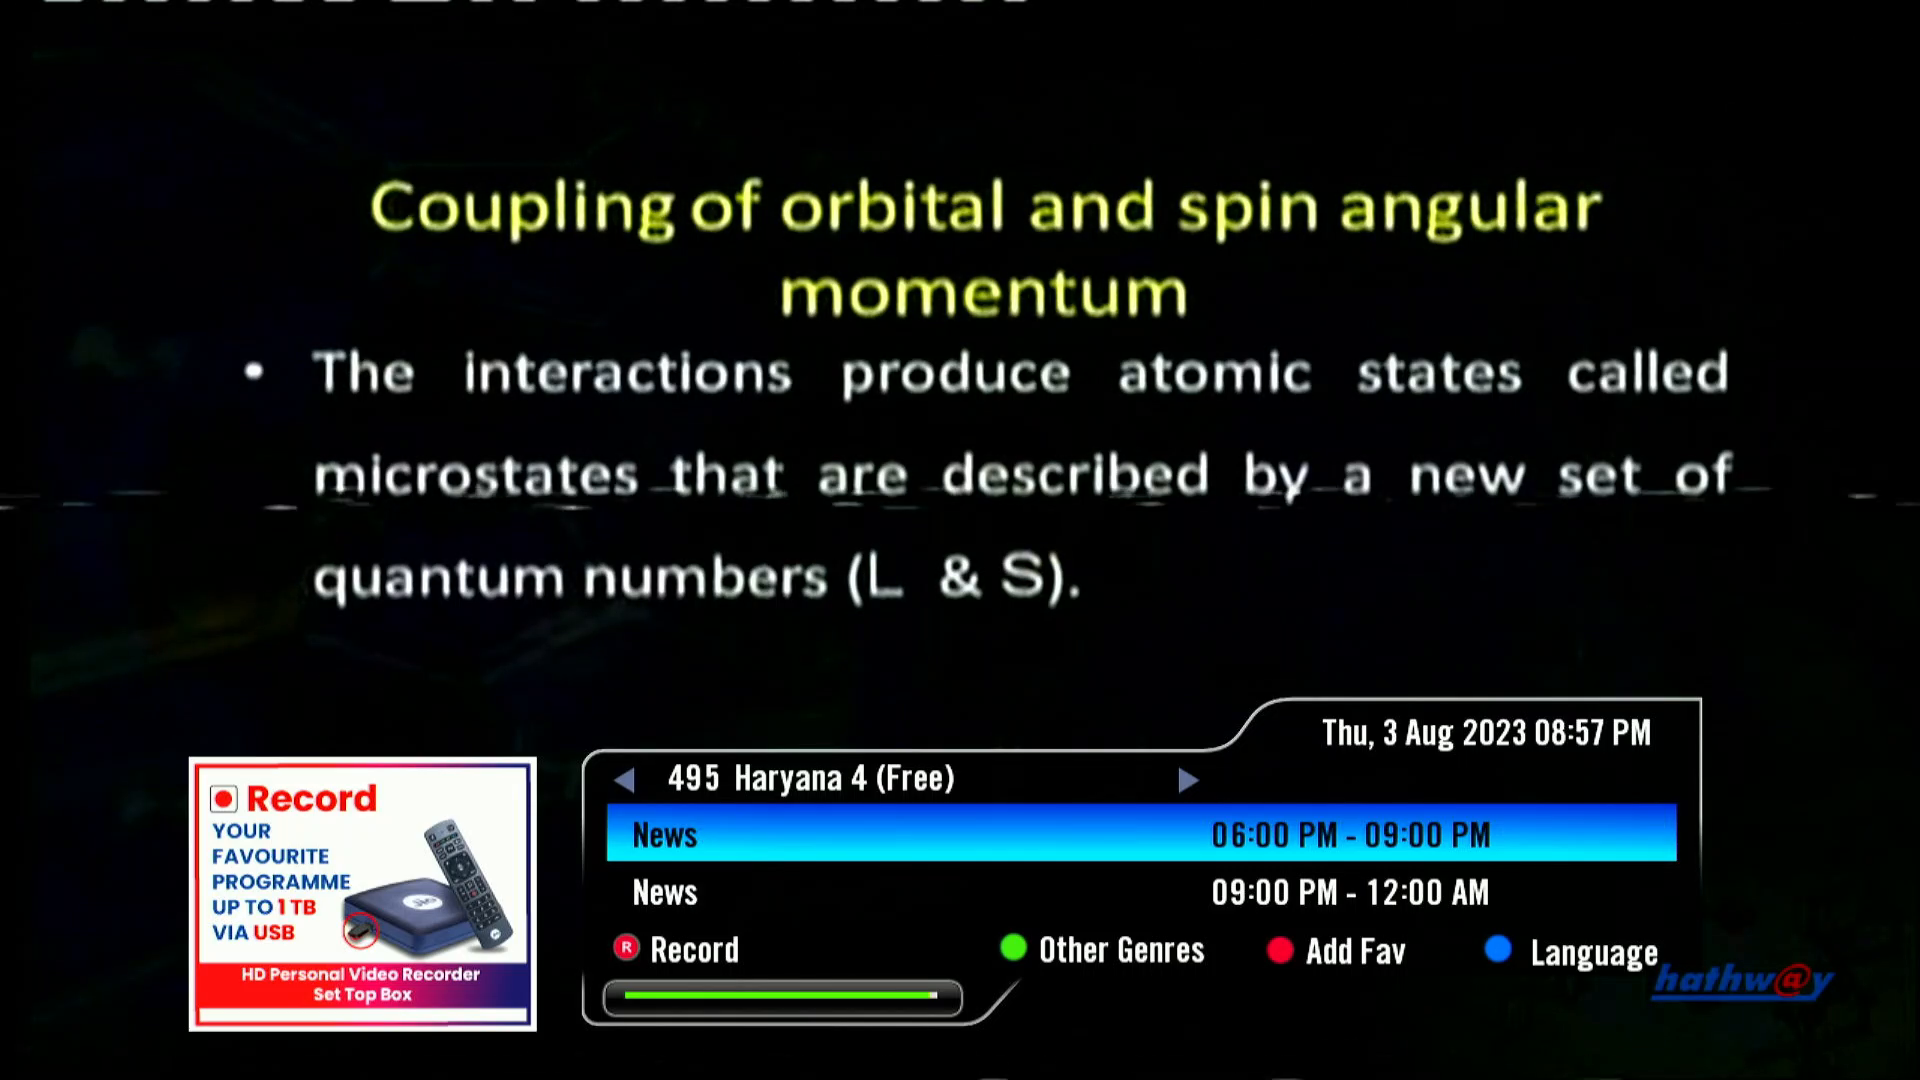 Coupling of orbital and spin angular
momentum
• The interactions produce atomic states called
microstates that are described by a new set of
quantum numbers (L & S).
Thu, 3 Aug 2023 08:57 PM
495 Haryana 4 (Free)
News 06:00 PM - 09:00 PM
News 09:00 PM - 12:00 AM
R Record Other Genres Add Fav Language
hathw@y
Record
YOUR
FAVOURITE
PROGRAMME
UP TO 1 TB
VIA USB
Jio
HD Personal Video Recorder
Set Top Box